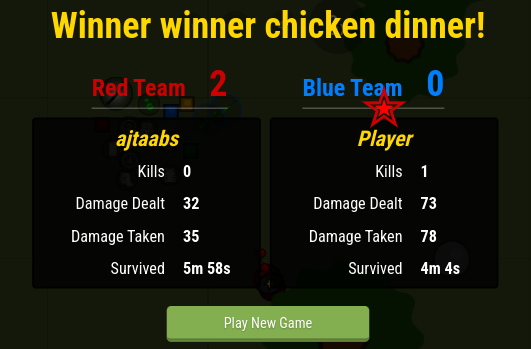 Winner winner chicken dinner!
Red Team 2
Blue Team 0
ajtaabs
Kills 0
Damage Dealt 32
Damage Taken 35
Survived 5m 58s
Player
Kills 1
Damage Dealt 73
Damage Taken 78
Survived 4m 4s
Play New Game